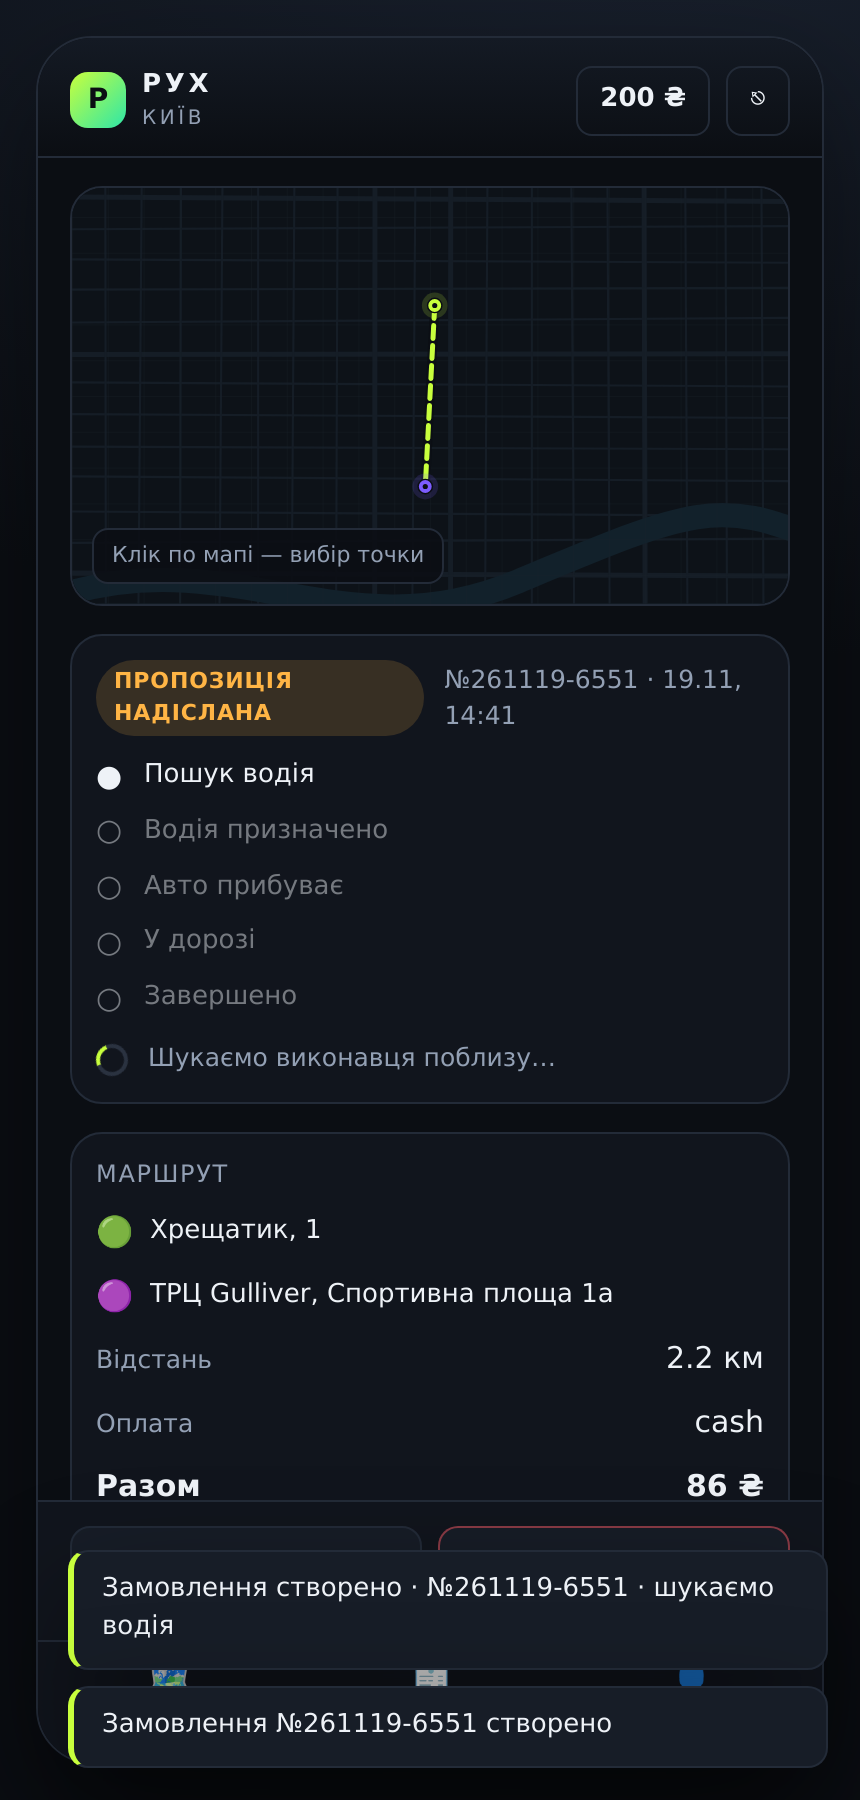 Р
РУХ
КИЇВ
200 ₴
Клік по мапі — вибір точки
ПРОПОЗИЦІЯ
НАДІСЛАНА
№261119-6551 · 19.11,
14:41
Пошук водія
Водія призначено
Авто прибуває
У дорозі
Завершено
Шукаємо виконавця поблизу…
МАРШРУТ
Хрещатик, 1
ТРЦ Gulliver, Спортивна площа 1а
Відстань
2.2 км
Оплата
cash
Разом
86 ₴
Замовлення створено · №261119-6551 · шукаємо
водія
Замовлення №261119-6551 створено